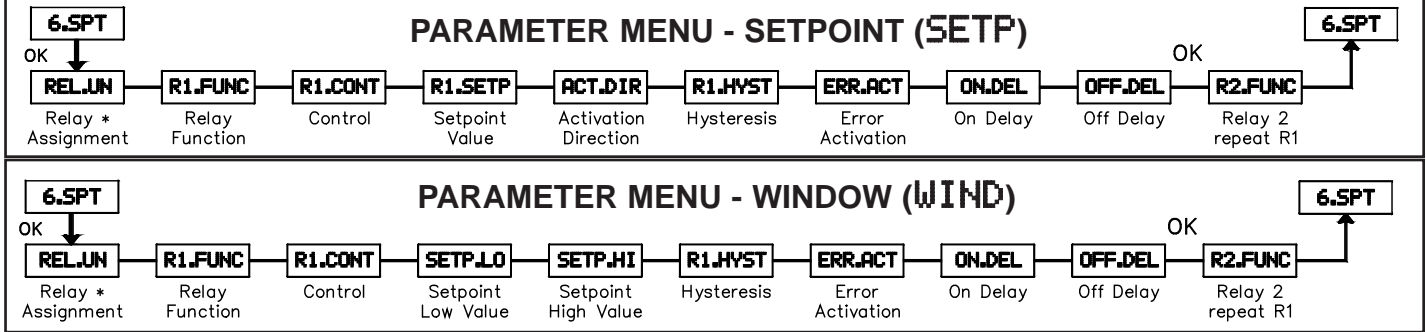 PARAMETER MENU - SETPOINT (SETP)
6.SPT
6.SPT
OK
OK
REL.UN R1.FUNC R1.CONT R1.SETP ACT.DIR R1.HYST ERR.ACT ON.DEL OFF.DEL R2.FUNC
Relay * Relay Control Setpoint Activation Hysteresis Error On Delay Off Delay Relay 2
Assignment Function Value Direction Activation repeat R1
PARAMETER MENU - WINDOW (WIND)
6.SPT
6.SPT
OK
OK
REL.UN R1.FUNC R1.CONT SETP.LO SETP.HI R1.HYST ERR.ACT ON.DEL OFF.DEL R2.FUNC
Relay * Relay Control Setpoint Setpoint Hysteresis Error On Delay Off Delay Relay 2
Assignment Function Low Value High Value Activation repeat R1